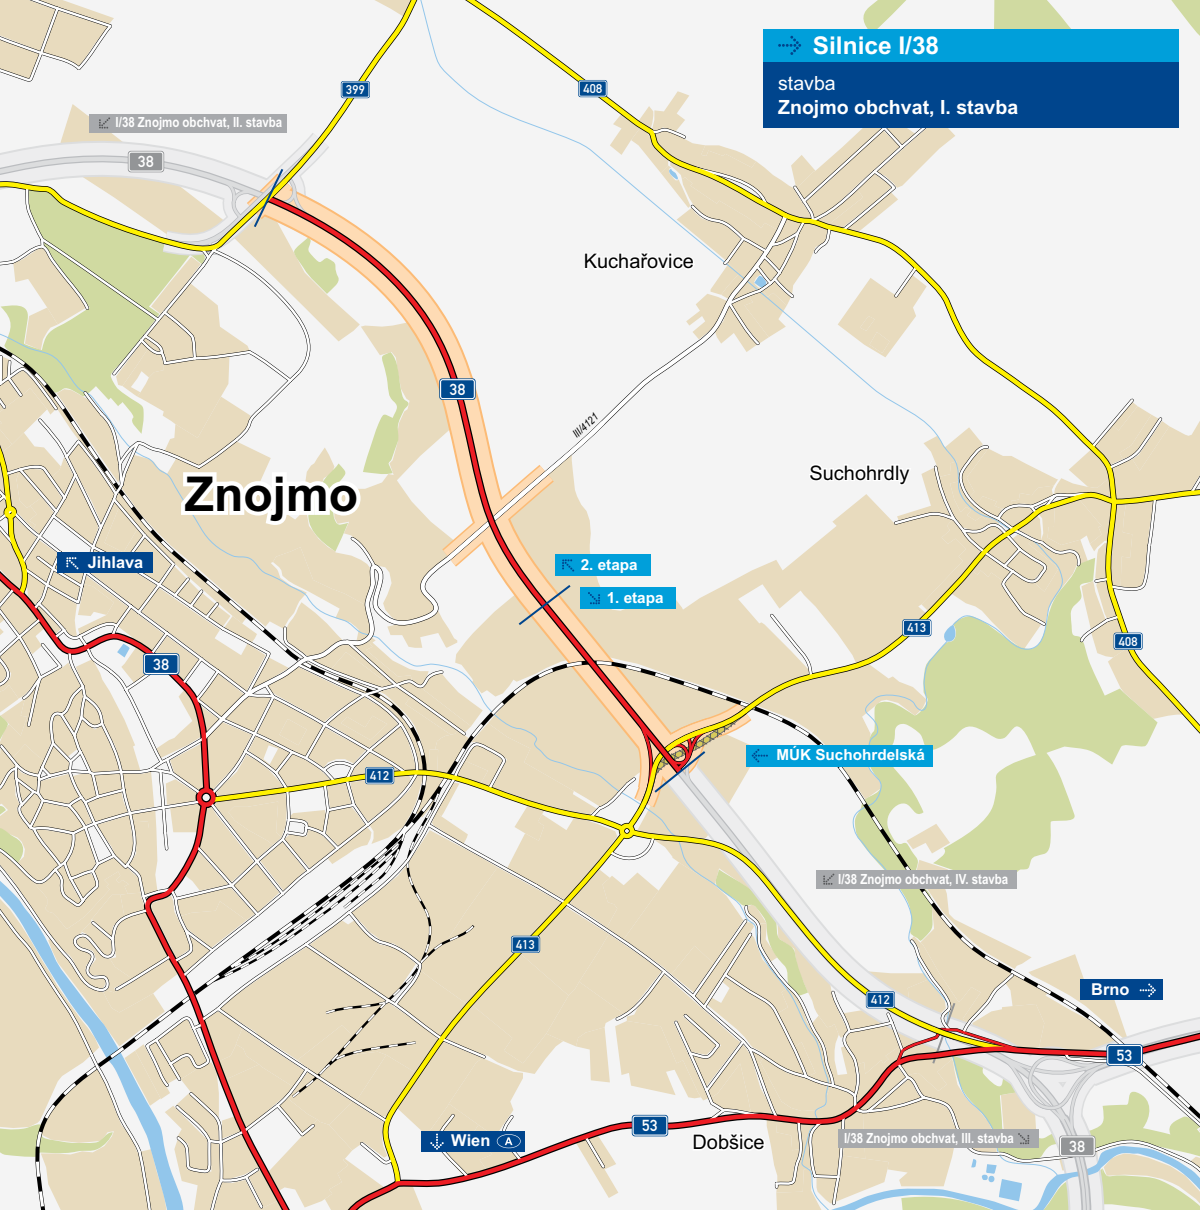 Silnice I/38
stavba
Znojmo obchvat, I. stavba
399
408
I/38 Znojmo obchvat, II. stavba
38
Kuchařovice
38
III/4121
Suchohrdly
Znojmo
Jihlava
2. etapa
1. etapa
413
408
38
MÚK Suchohrdelská
412
I/38 Znojmo obchvat, IV. stavba
413
Brno
412
53
53
Wien A
Dobšice
I/38 Znojmo obchvat, III. stavba
38